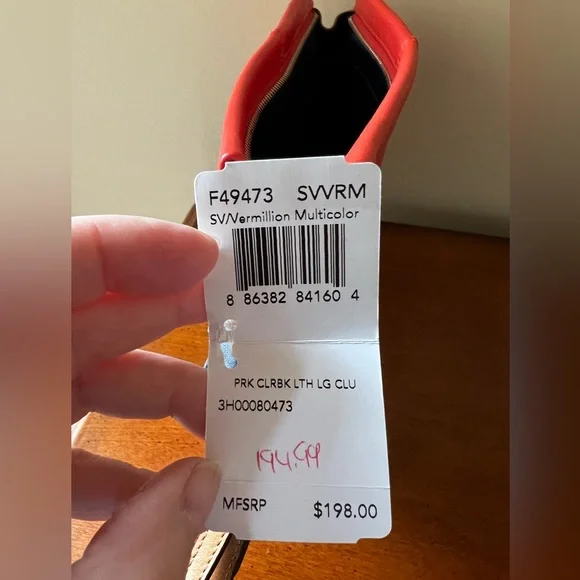 F49473 SVVRM
SV/Vermillion Multicolor
8 86382 84160 4
PRK CLRBK LTH LG CLU
3H00080473
194.99
MFSRP $198.00